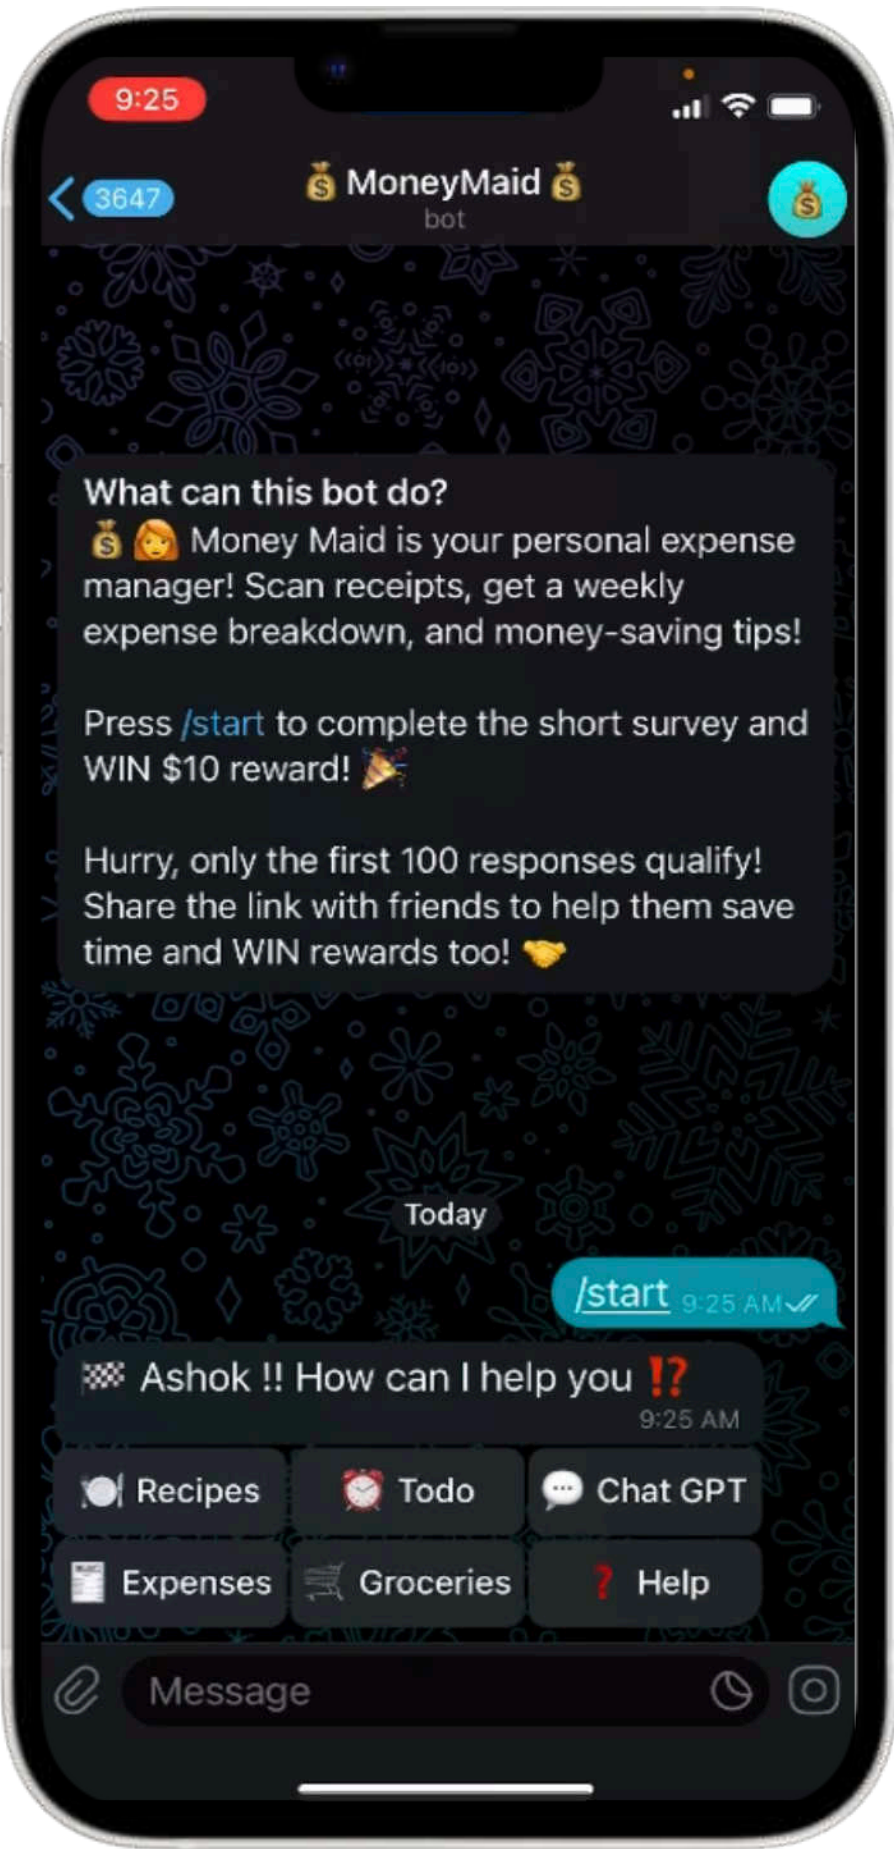 9:25
3647
💰 MoneyMaid 💰
bot
What can this bot do?
💰👩‍🦰 Money Maid is your personal expense
manager! Scan receipts, get a weekly
expense breakdown, and money-saving tips!
Press /start to complete the short survey and
WIN $10 reward! 🎉
Hurry, only the first 100 responses qualify!
Share the link with friends to help them save
time and WIN rewards too! 🤝
Today
/start 9:25 AM
🏁 Ashok !! How can I help you ⁉️
9:25 AM
🍽 Recipes
⏰ Todo
💬 Chat GPT
🧾 Expenses
🛒 Groceries
❓ Help
Message